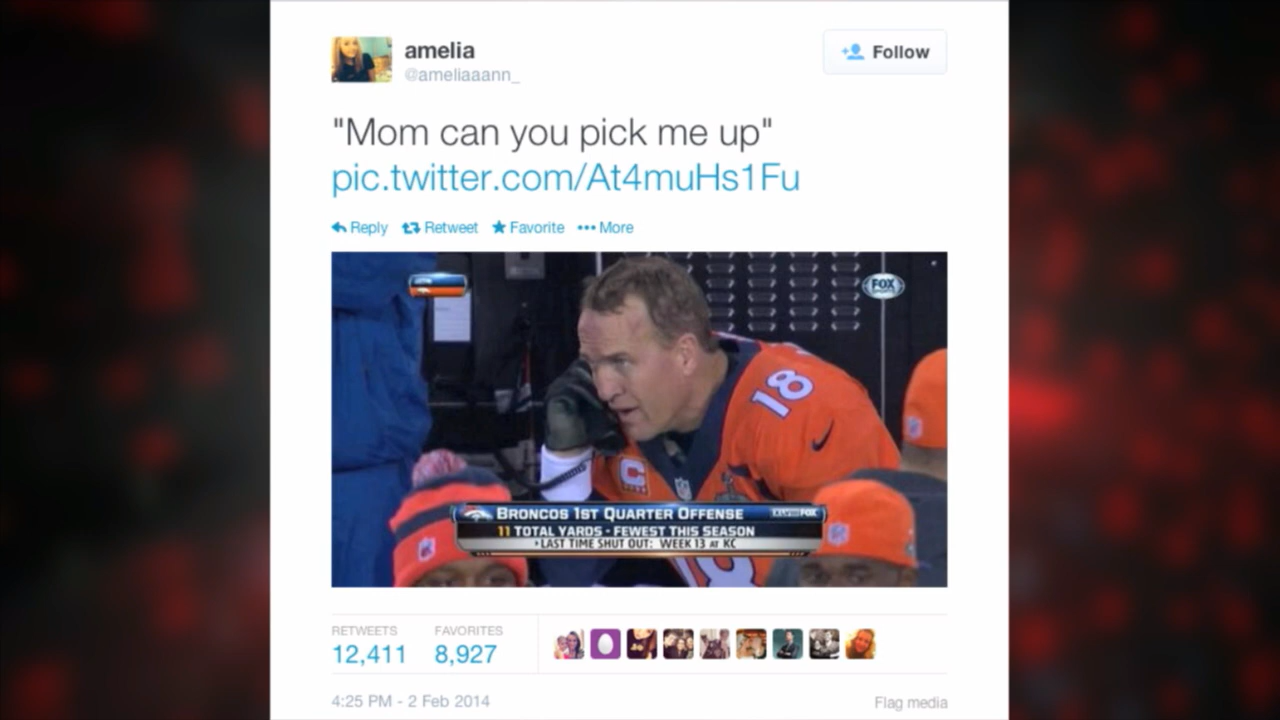 amelia
@ameliaaann_
Follow
"Mom can you pick me up"
pic.twitter.com/At4muHs1Fu
Reply Retweet Favorite More
FOX
18
C
BRONCOS 1ST QUARTER OFFENSE
11 TOTAL YARDS - FEWEST THIS SEASON
LAST TIME SHUT OUT: WEEK 13 AT KC
18
RETWEETS FAVORITES
12,411 8,927
4:25 PM - 2 Feb 2014
Flag media